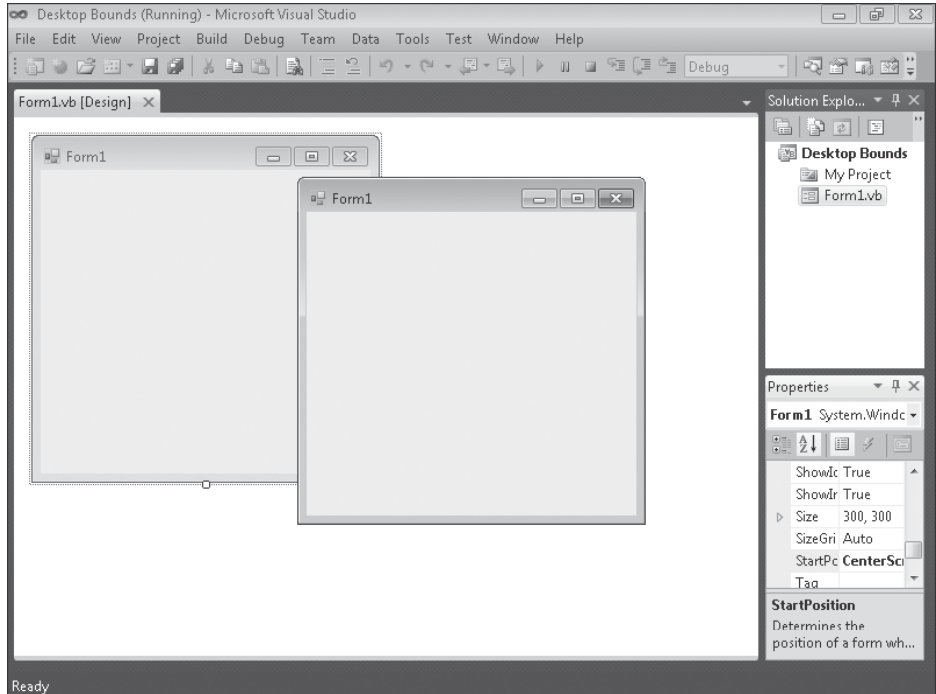 Desktop Bounds (Running) - Microsoft Visual Studio
File Edit View Project Build Debug Team Data Tools Test Window Help
Debug
Form1.vb [Design]
Form1
Form1
Solution Explo...
Desktop Bounds
My Project
Form1.vb
Properties
Form1 System.Windc
ShowIc True
ShowIr True
Size 300, 300
SizeGri Auto
StartPc CenterScr
Tag
StartPosition
Determines the
position of a form wh...
Ready